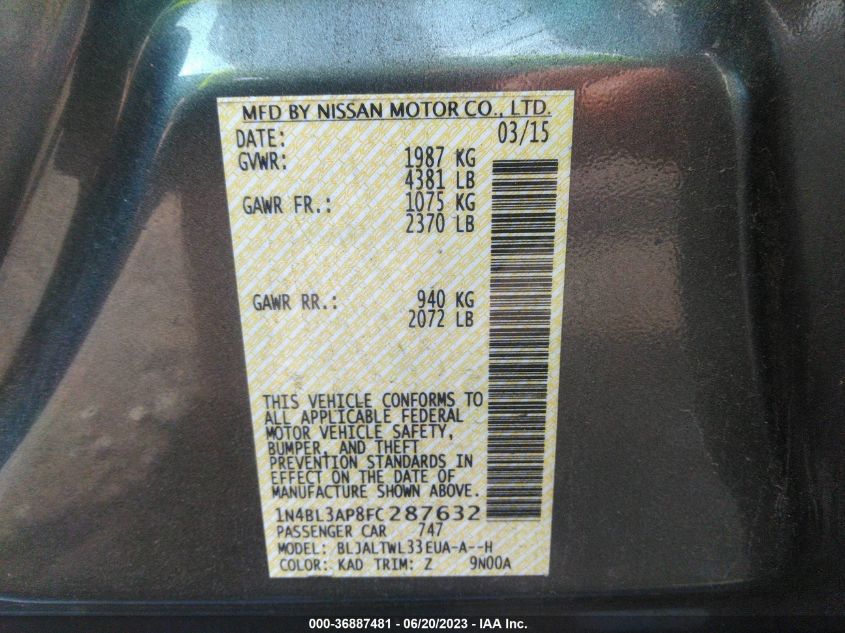 MFD BY NISSAN MOTOR CO., LTD.
DATE: 03/15
GVWR: 1987 KG
4381 LB
GAWR FR.: 1075 KG
2370 LB
GAWR RR.: 940 KG
2072 LB
THIS VEHICLE CONFORMS TO
ALL APPLICABLE FEDERAL
MOTOR VEHICLE SAFETY,
BUMPER, AND THEFT
PREVENTION STANDARDS IN
EFFECT ON THE DATE OF
MANUFACTURE SHOWN ABOVE.
1N4BL3AP8FC287632
PASSENGER CAR 747
MODEL: BLJALTWL33EUA-A--H
COLOR: KAD TRIM: Z 9N00A
000-36887481 - 06/20/2023 - IAA Inc.